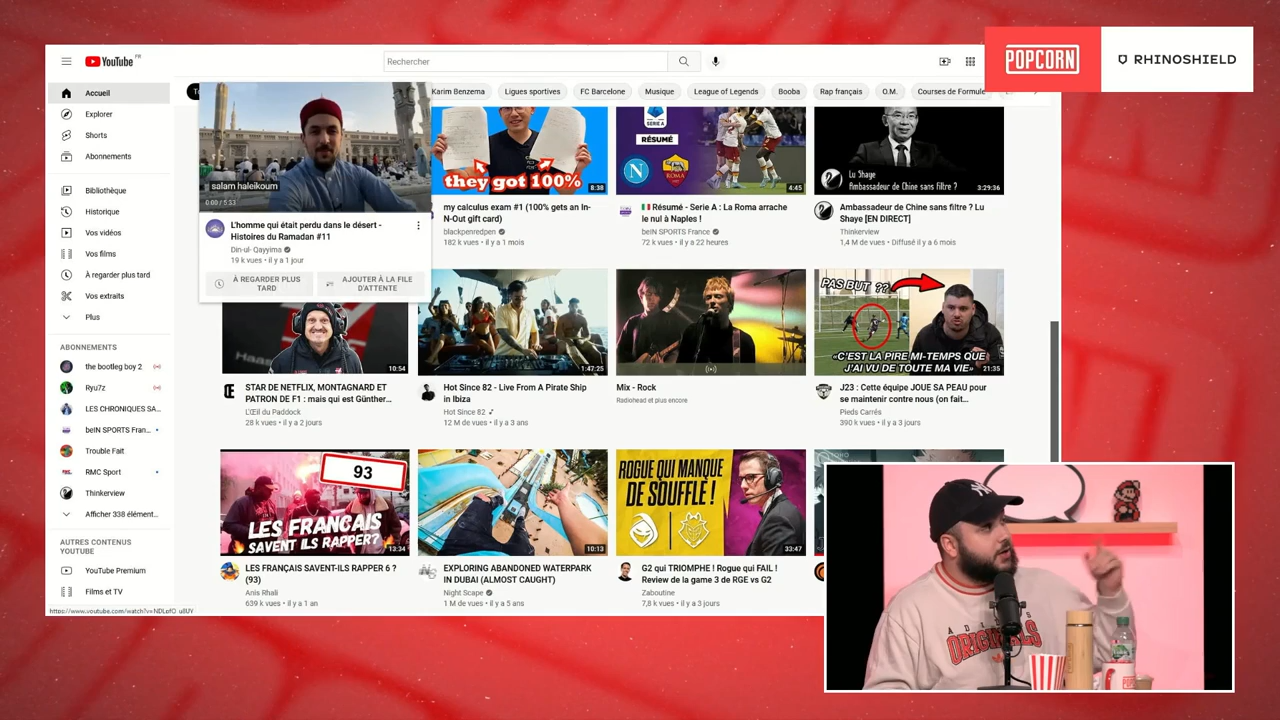 POPCORN
RHINOSHIELD
YouTube FR
Rechercher
Accueil
Explorer
Shorts
Abonnements
Bibliothèque
Historique
Vos vidéos
Vos films
À regarder plus tard
Vos extraits
Plus
ABONNEMENTS
the bootleg boy 2
Ryu7z
LES CHRONIQUES SA...
beIN SPORTS Fran...
Trouble Fait
RMC Sport
Thinkerview
Afficher 338 élément...
AUTRES CONTENUS
YOUTUBE
YouTube Premium
Films et TV
Karim Benzema
Ligues sportives
FC Barcelone
Musique
League of Legends
Booba
Rap français
O.M.
Courses de Formule
salam haleikoum
0:00 / 5:33
L'homme qui était perdu dans le désert -
Histoires du Ramadan #11
Din-ul- Qayyima
19 k vues • il y a 1 jour
À REGARDER PLUS
TARD
AJOUTER À LA FILE
D'ATTENTE
they got 100%
8:38
my calculus exam #1 (100% gets an In-
N-Out gift card)
blackpenredpen
182 k vues • il y a 1 mois
SERIE A
RÉSUMÉ
4:45
Résumé - Serie A : La Roma arrache
le nul à Naples !
beIN SPORTS France
72 k vues • il y a 22 heures
Lu Shaye
Ambassadeur de Chine sans filtre ?
3:29:36
Ambassadeur de Chine sans filtre ? Lu
Shaye [EN DIRECT]
Thinkerview
1,4 M de vues • Diffusé il y a 6 mois
Haas
10:54
STAR DE NETFLIX, MONTAGNARD ET
PATRON DE F1 : mais qui est Günther...
L'Œil du Paddock
28 k vues • il y a 2 jours
1:47:25
Hot Since 82 - Live From A Pirate Ship
in Ibiza
Hot Since 82
12 M de vues • il y a 3 ans
Mix - Rock
Radiohead et plus encore
PAS BUT ??
«C'EST LA PIRE MI-TEMPS QUE
J'AI VU DE TOUTE MA VIE»
21:35
J23 : Cette équipe JOUE SA PEAU pour
se maintenir contre nous (on fait...
Pieds Carrés
390 k vues • il y a 3 jours
93
LES FRANÇAIS
SAVENT ILS RAPPER?
13:34
LES FRANÇAIS SAVENT-ILS RAPPER 6 ?
(93)
Anis Rhali
639 k vues • il y a 1 an
10:13
EXPLORING ABANDONED WATERPARK
IN DUBAI (ALMOST CAUGHT)
Night Scape
1 M de vues • il y a 5 ans
ROGUE QUI MANQUE
DE SOUFFLE !
33:47
G2 qui TRIOMPHE ! Rogue qui FAIL !
Review de la game 3 de RGE vs G2
Zaboutine
7,8 k vues • il y a 3 jours
ORIGINALS